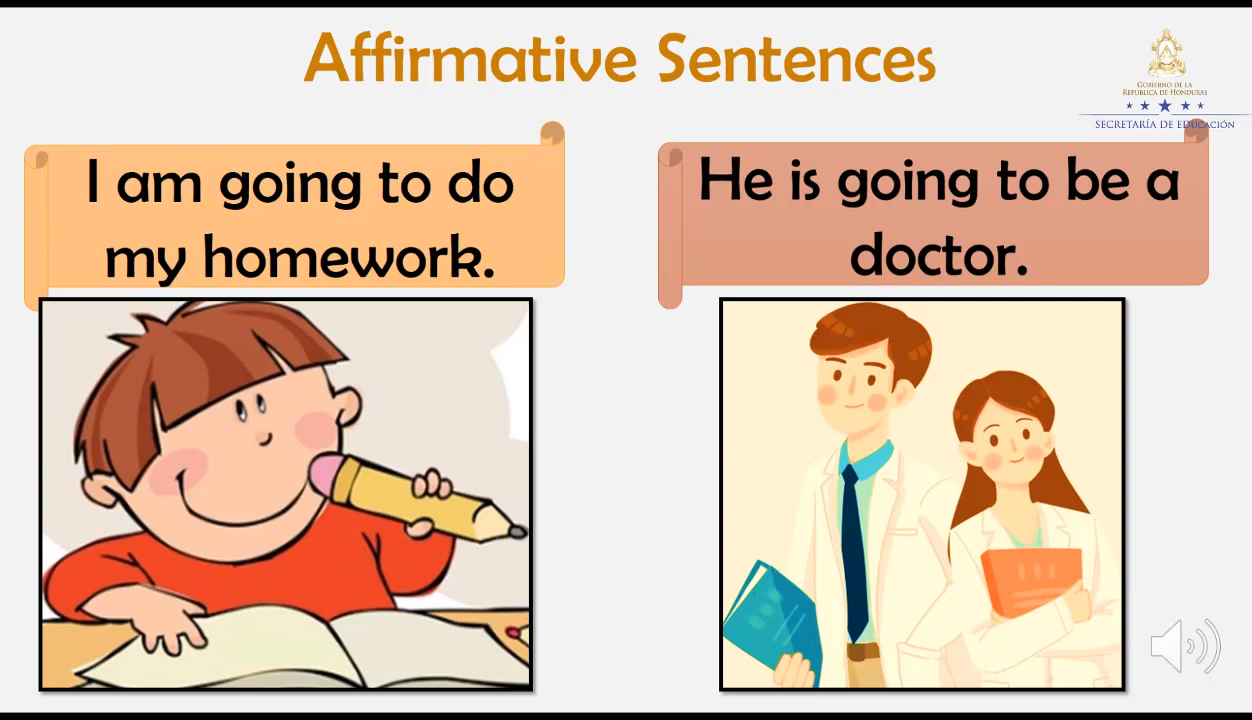 Affirmative Sentences
GOBIERNO DE LA
REPÚBLICA DE HONDURAS
SECRETARÍA DE EDUCACIÓN
I am going to do
my homework.
He is going to be a
doctor.